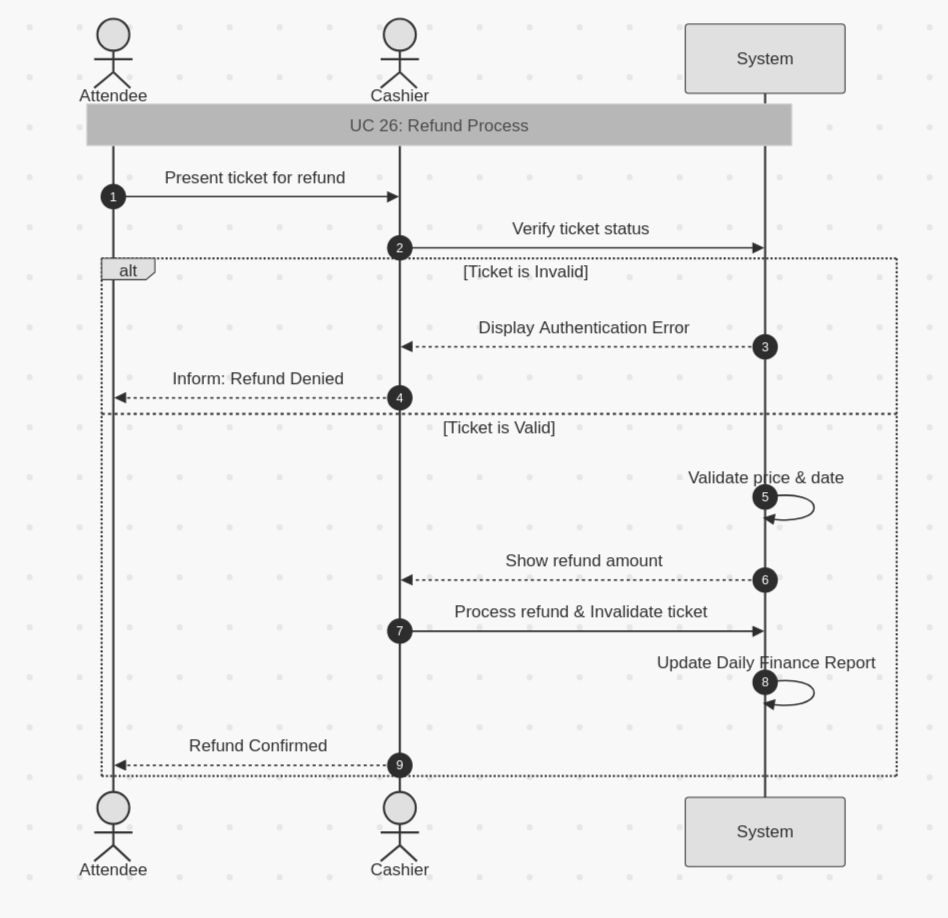 System
Attendee
Cashier
UC 26: Refund Process
Present ticket for refund
1
Verify ticket status
2
alt
[Ticket is Invalid]
Display Authentication Error
3
Inform: Refund Denied
4
[Ticket is Valid]
Validate price & date
5
Show refund amount
6
Process refund & Invalidate ticket
7
Update Daily Finance Report
8
Refund Confirmed
9
System
Attendee
Cashier